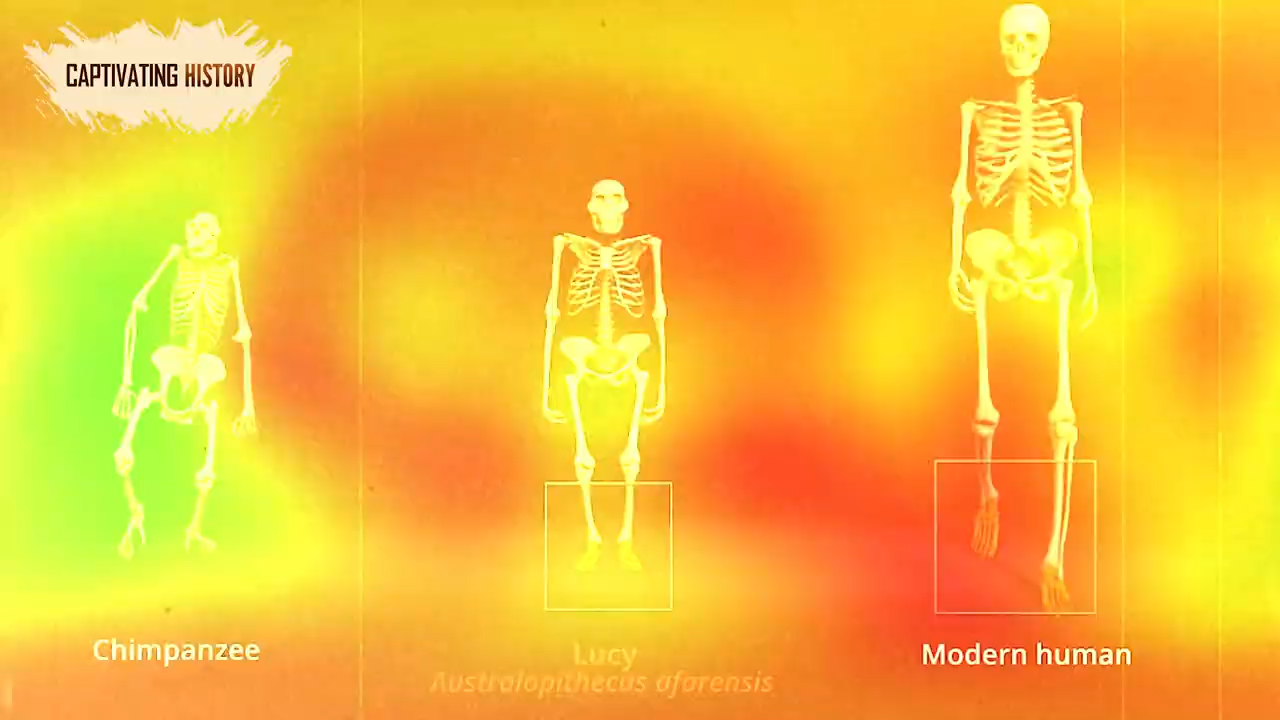 CAPTIVATING HISTORY
Chimpanzee
Lucy
Australopithecus afarensis
Modern human